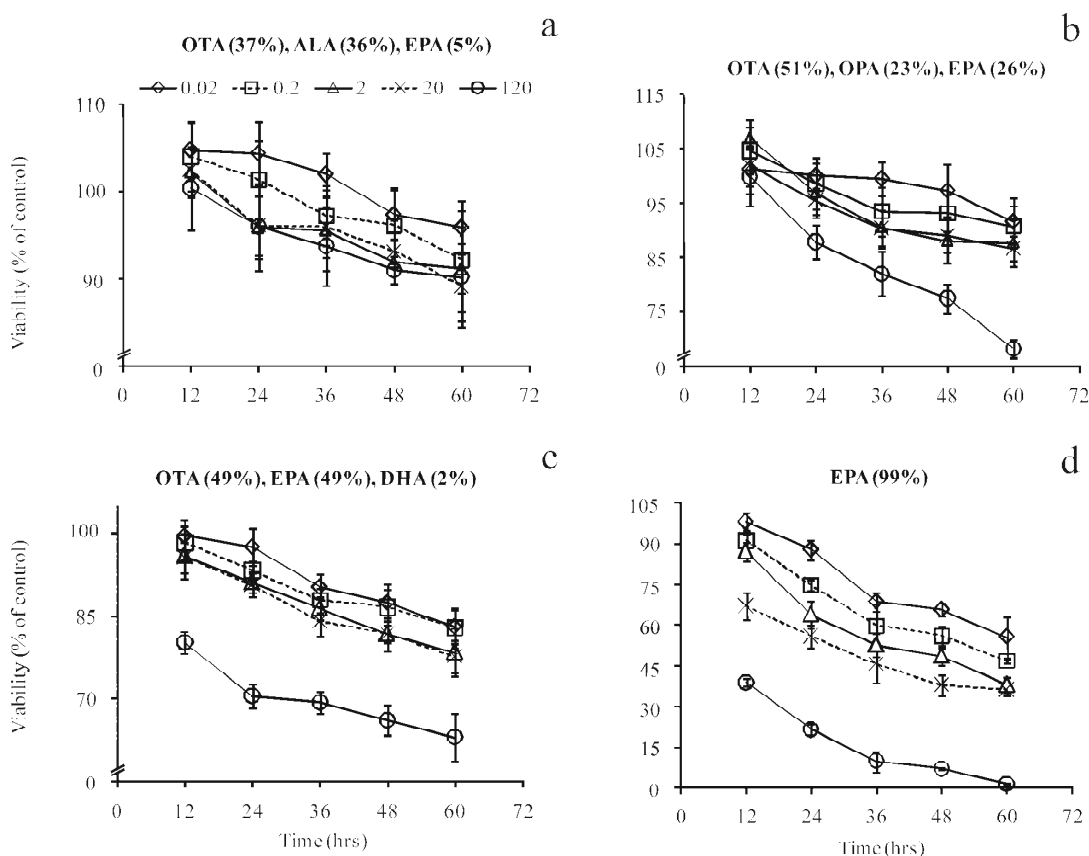 a
OTA (37%), ALA (36%), EPA (5%)
0.02 0.2 2 20 120
110
100
90
0
Viability (% of control)
0 12 24 36 48 60 72
b
OTA (51%), OPA (23%), EPA (26%)
115
105
95
85
75
0
0 12 24 36 48 60 72
c
OTA (49%), EPA (49%), DHA (2%)
100
85
70
0
Viability (% of control)
0 12 24 36 48 60 72
Time (hrs)
d
EPA (99%)
105
90
75
60
45
30
15
0
0 12 24 36 48 60 72
Time (hrs)